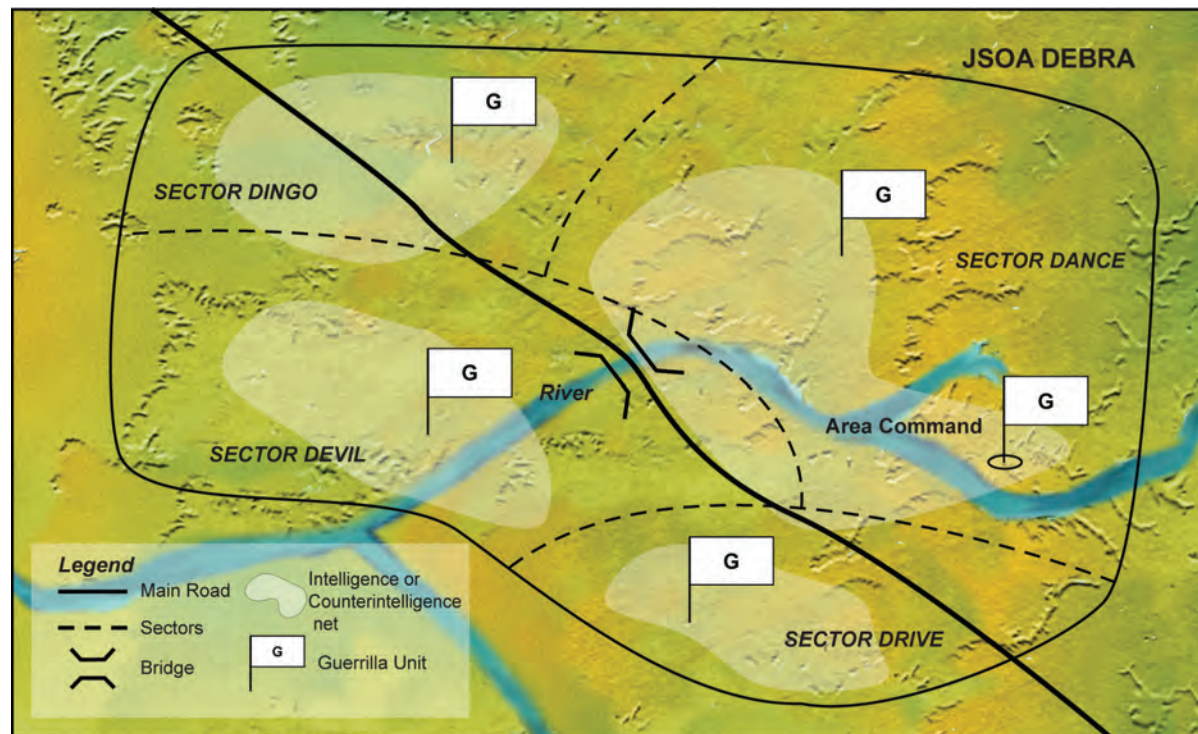 JSOA DEBRA
G
SECTOR DINGO
G
SECTOR DANCE
G
River
G
Area Command
SECTOR DEVIL
G
SECTOR DRIVE
Legend
Main Road
Intelligence or
Counterintelligence
net
Sectors
Bridge
G
Guerrilla Unit